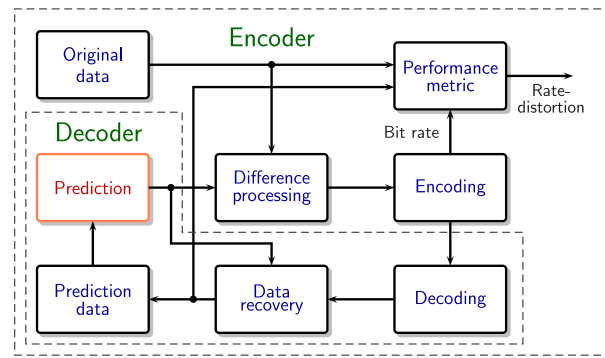 Encoder
Original
data
Performance
metric
Rate-
distortion
Bit rate
Decoder
Prediction
Difference
processing
Encoding
Prediction
data
Data
recovery
Decoding